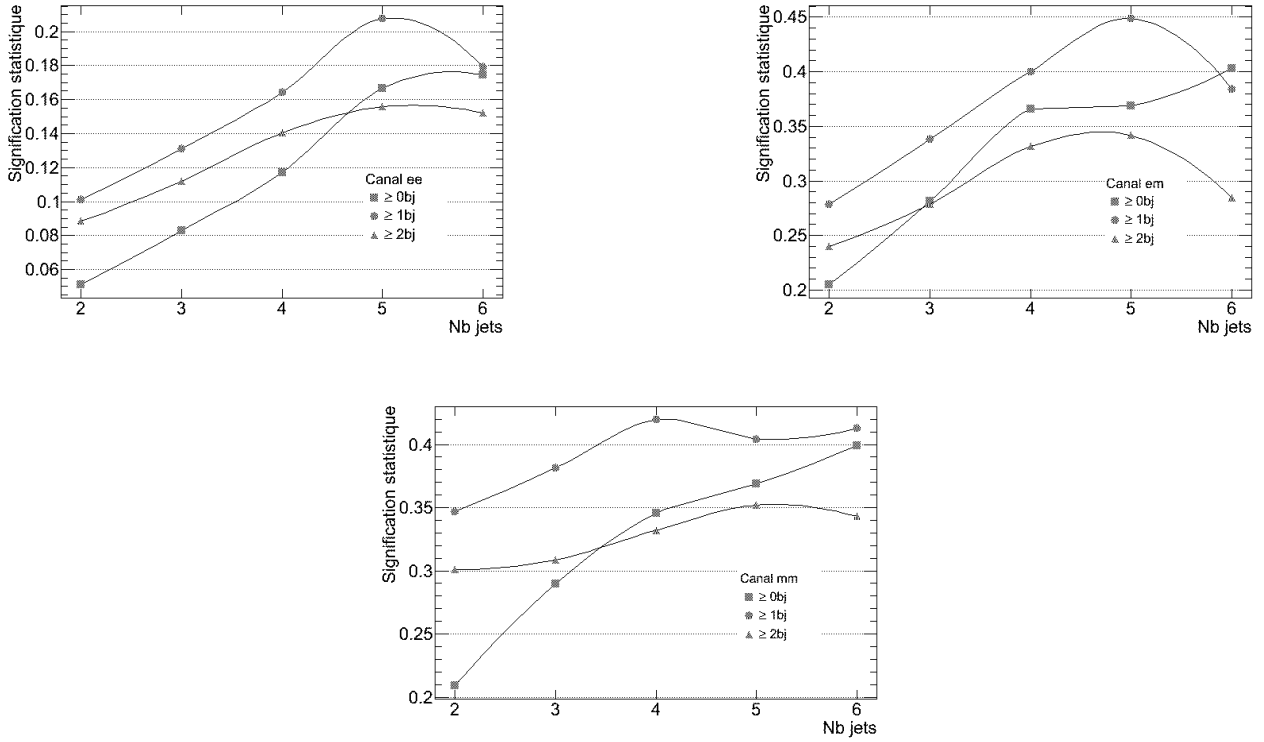 Signification statistique
0.2
0.18
0.16
0.14
0.12
0.1
0.08
0.06
Canal ee
≥ 0bj
≥ 1bj
≥ 2bj
2 3 4 5 6
Nb jets
Signification statistique
0.45
0.4
0.35
0.3
0.25
0.2
Canal em
≥ 0bj
≥ 1bj
≥ 2bj
2 3 4 5 6
Nb jets
Signification statistique
0.4
0.35
0.3
0.25
0.2
Canal mm
≥ 0bj
≥ 1bj
≥ 2bj
2 3 4 5 6
Nb jets